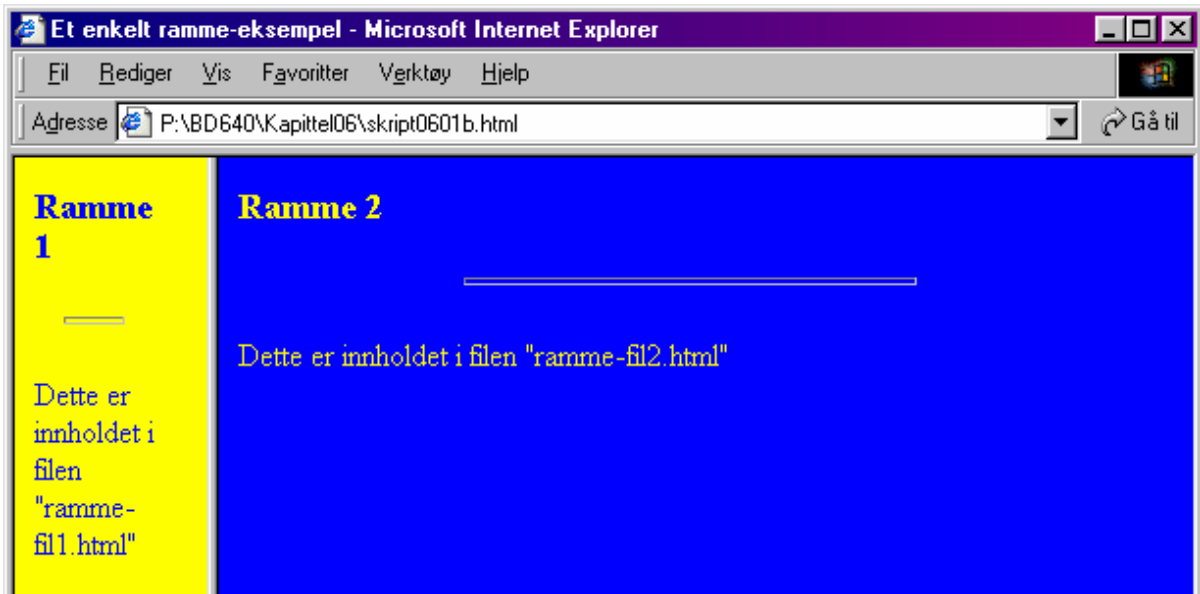 Et enkelt ramme-eksempel - Microsoft Internet Explorer
Fil Rediger Vis Favoritter Verktøy Hjelp
Adresse P:\BD640\Kapittel06\skript0601b.html Gå til
Ramme
1
Dette er
innholdet i
filen
"ramme-
fil1.html"
Ramme 2
Dette er innholdet i filen "ramme-fil2.html"